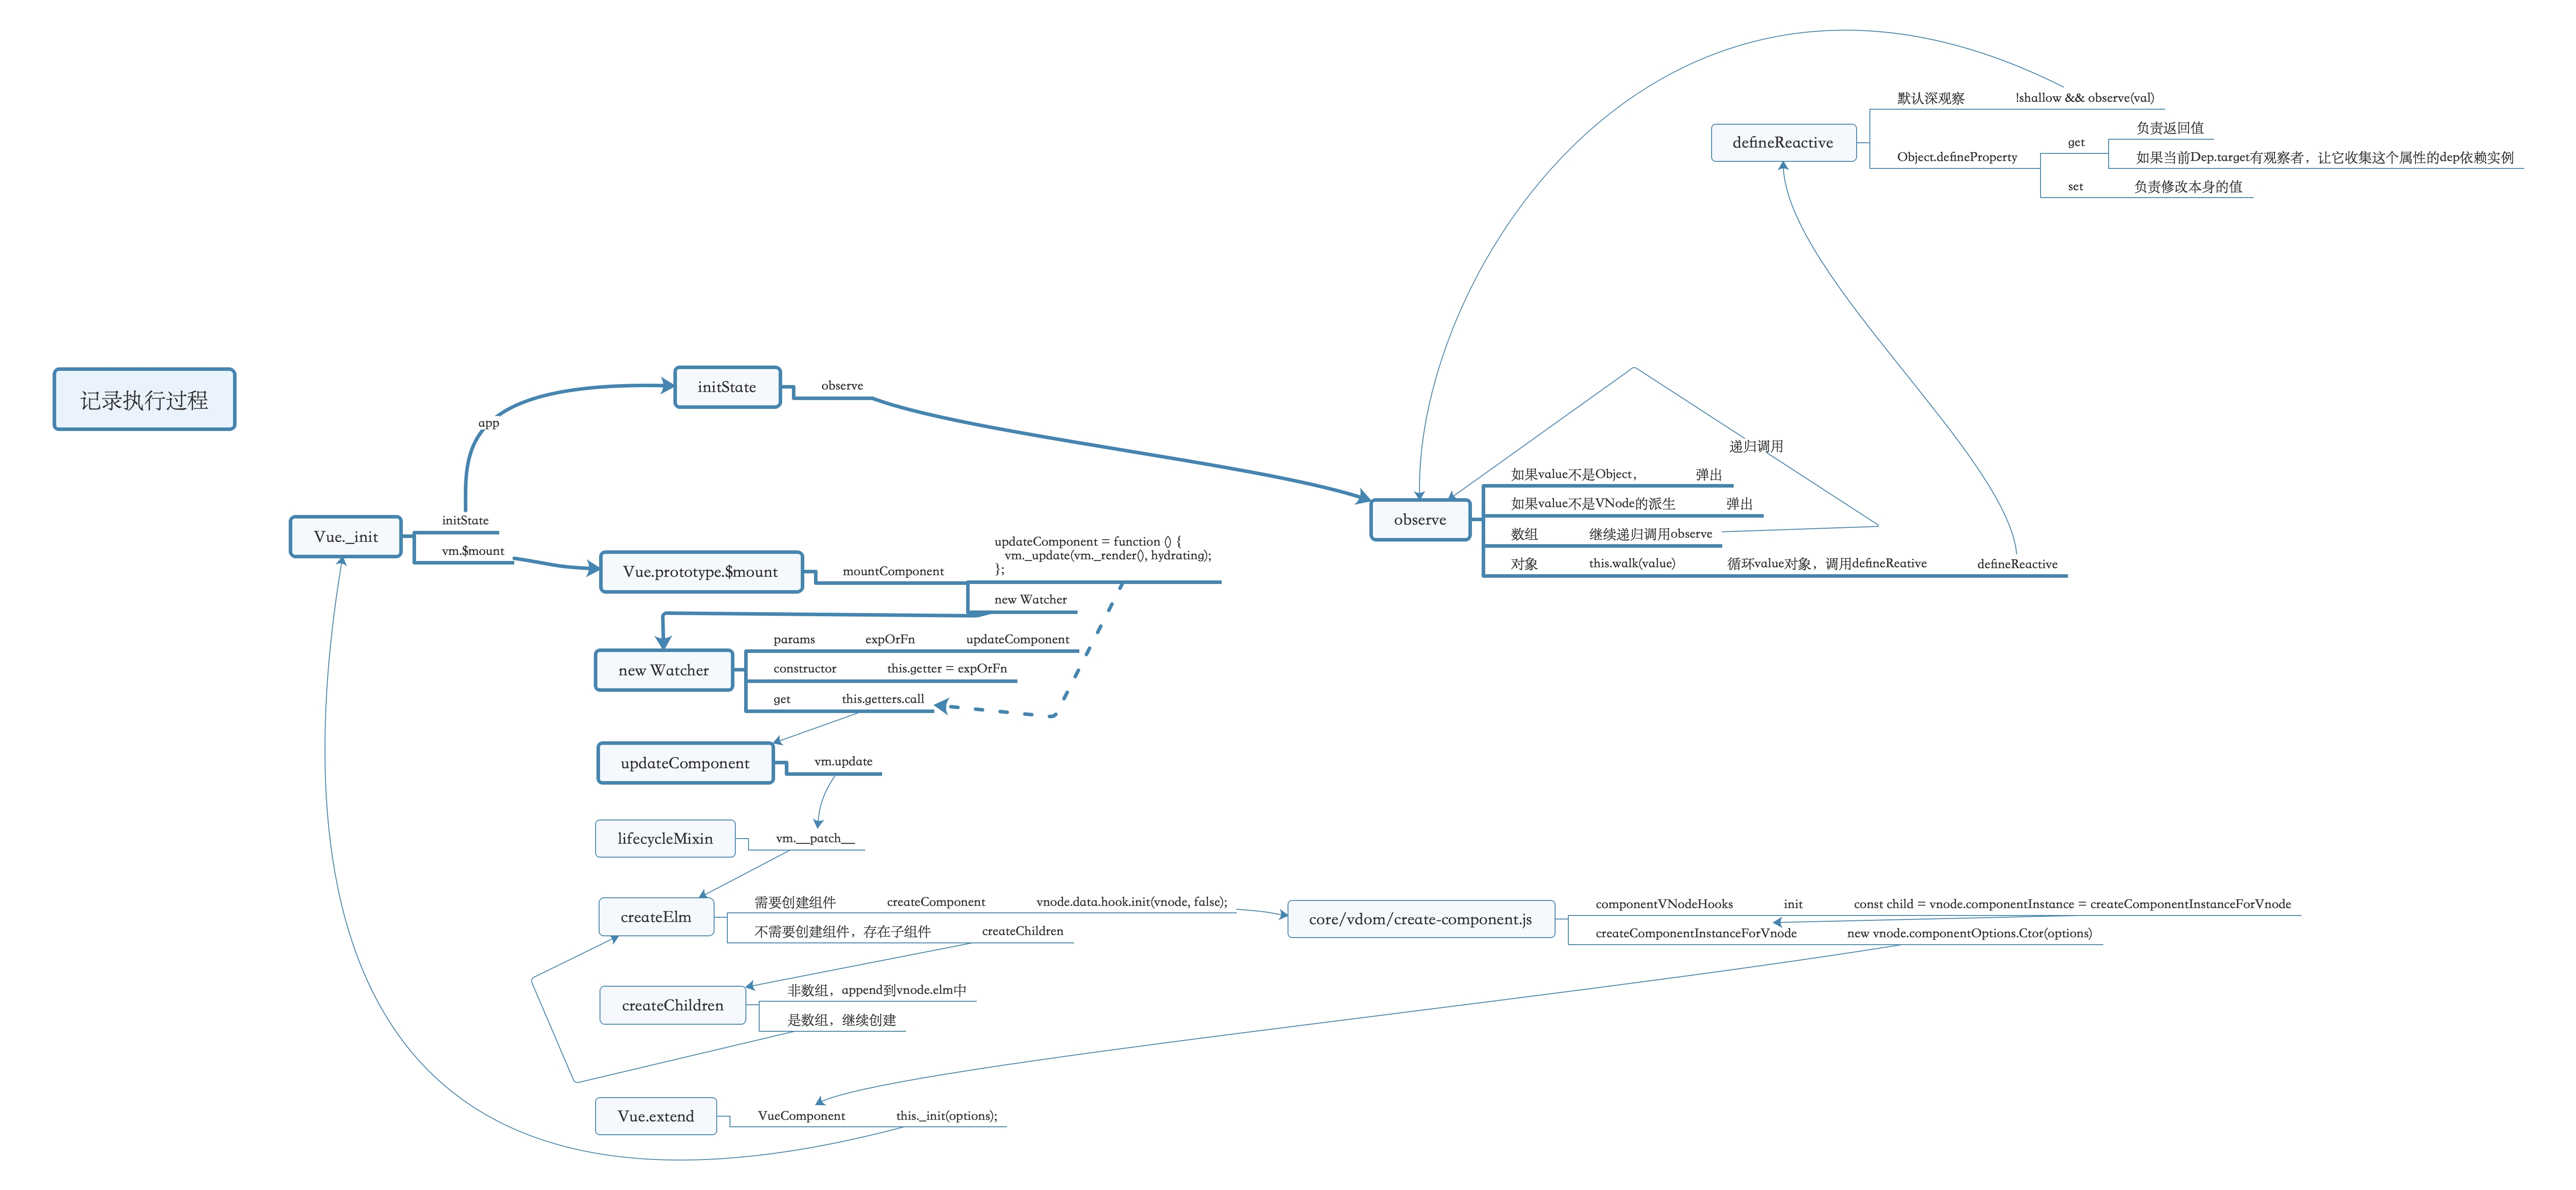 记录执行过程
Vue._init
initState
vm.$mount
app
initState
observe
Vue.prototype.$mount
mountComponent
updateComponent = function () {
vm._update(vm._render(), hydrating);
};
new Watcher
new Watcher
params expOrFn updateComponent
constructor this.getter = expOrFn
get this.getters.call
updateComponent
vm.update
lifecycleMixin
vm.__patch__
createElm
需要创建组件 createComponent vnode.data.hook.init(vnode, false);
不需要创建组件，存在子组件 createChildren
createChildren
非数组，append到vnode.elm中
是数组，继续创建
Vue.extend
VueComponent this._init(options);
core/vdom/create-component.js
componentVNodeHooks init const child = vnode.componentInstance = createComponentInstanceForVnode
createComponentInstanceForVnode new vnode.componentOptions.Ctor(options)
observe
如果value不是Object， 弹出
如果value不是VNode的派生 弹出
数组 继续递归调用observe
对象 this.walk(value) 循环value对象，调用defineReative defineReactive
递归调用
defineReactive
默认深观察 !shallow && observe(val)
Object.defineProperty
get
负责返回值
如果当前Dep.target有观察者，让它收集这个属性的dep依赖实例
set 负责修改本身的值